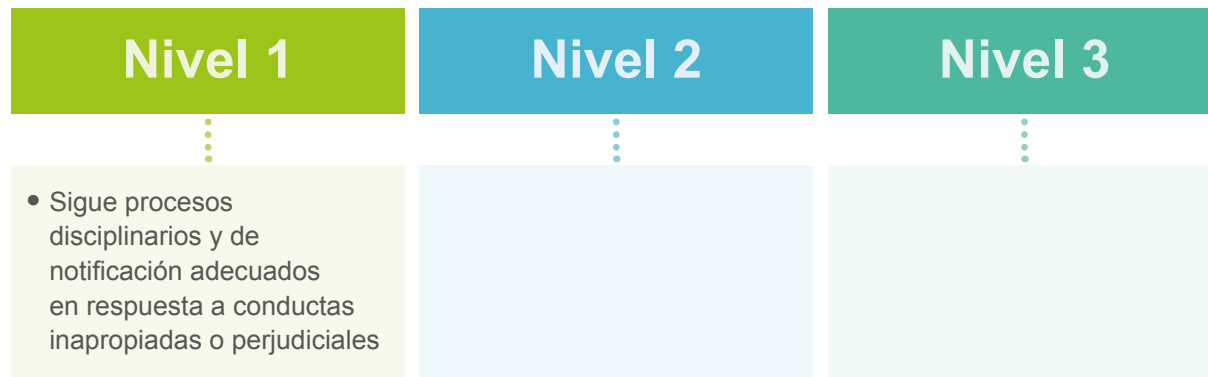 Nivel 1
Nivel 2
Nivel 3
• Sigue procesos
disciplinarios y de
notificación adecuados
en respuesta a conductas
inapropiadas o perjudiciales